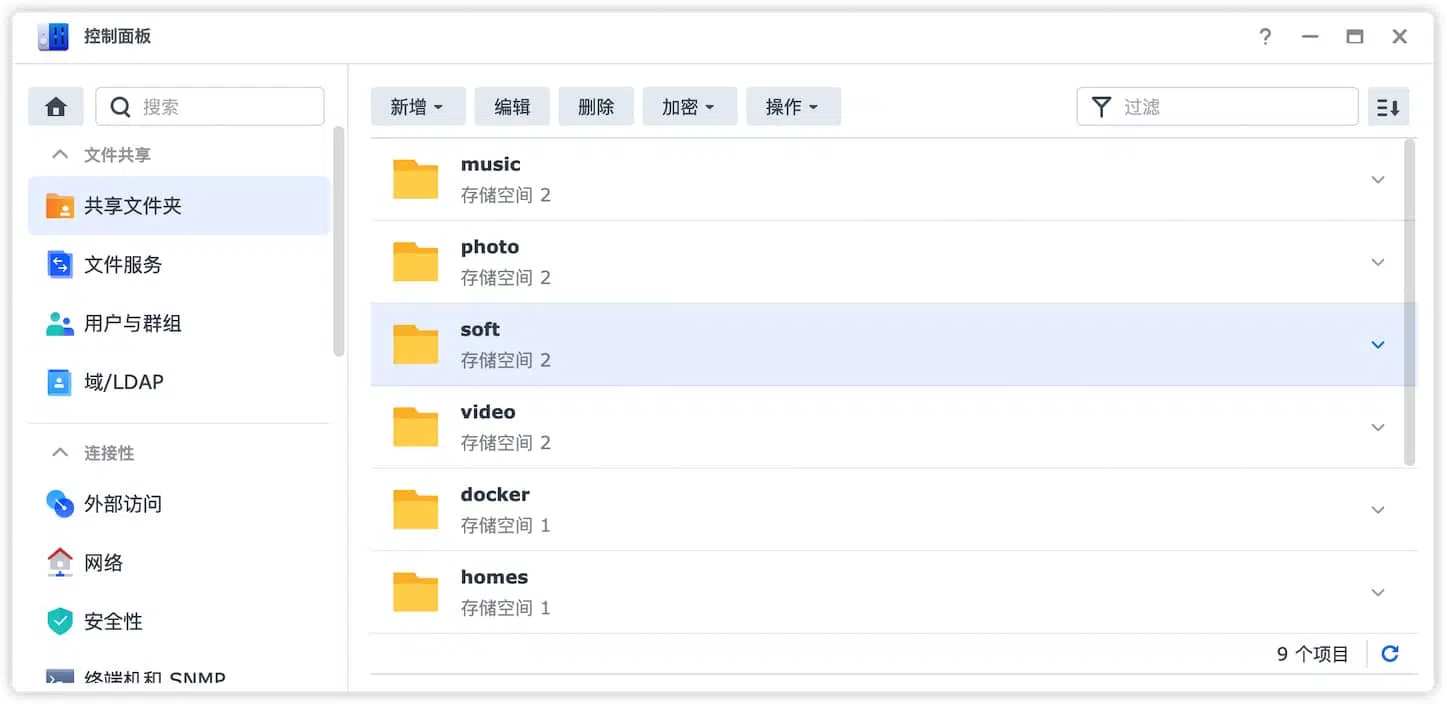 控制面板
?
搜索
文件共享
共享文件夹
文件服务
用户与群组
域/LDAP
连接性
外部访问
网络
安全性
终端机和 SNMP
新增 编辑 删除 加密 操作
过滤
music
存储空间 2
photo
存储空间 2
soft
存储空间 2
video
存储空间 2
docker
存储空间 1
homes
存储空间 1
9 个项目